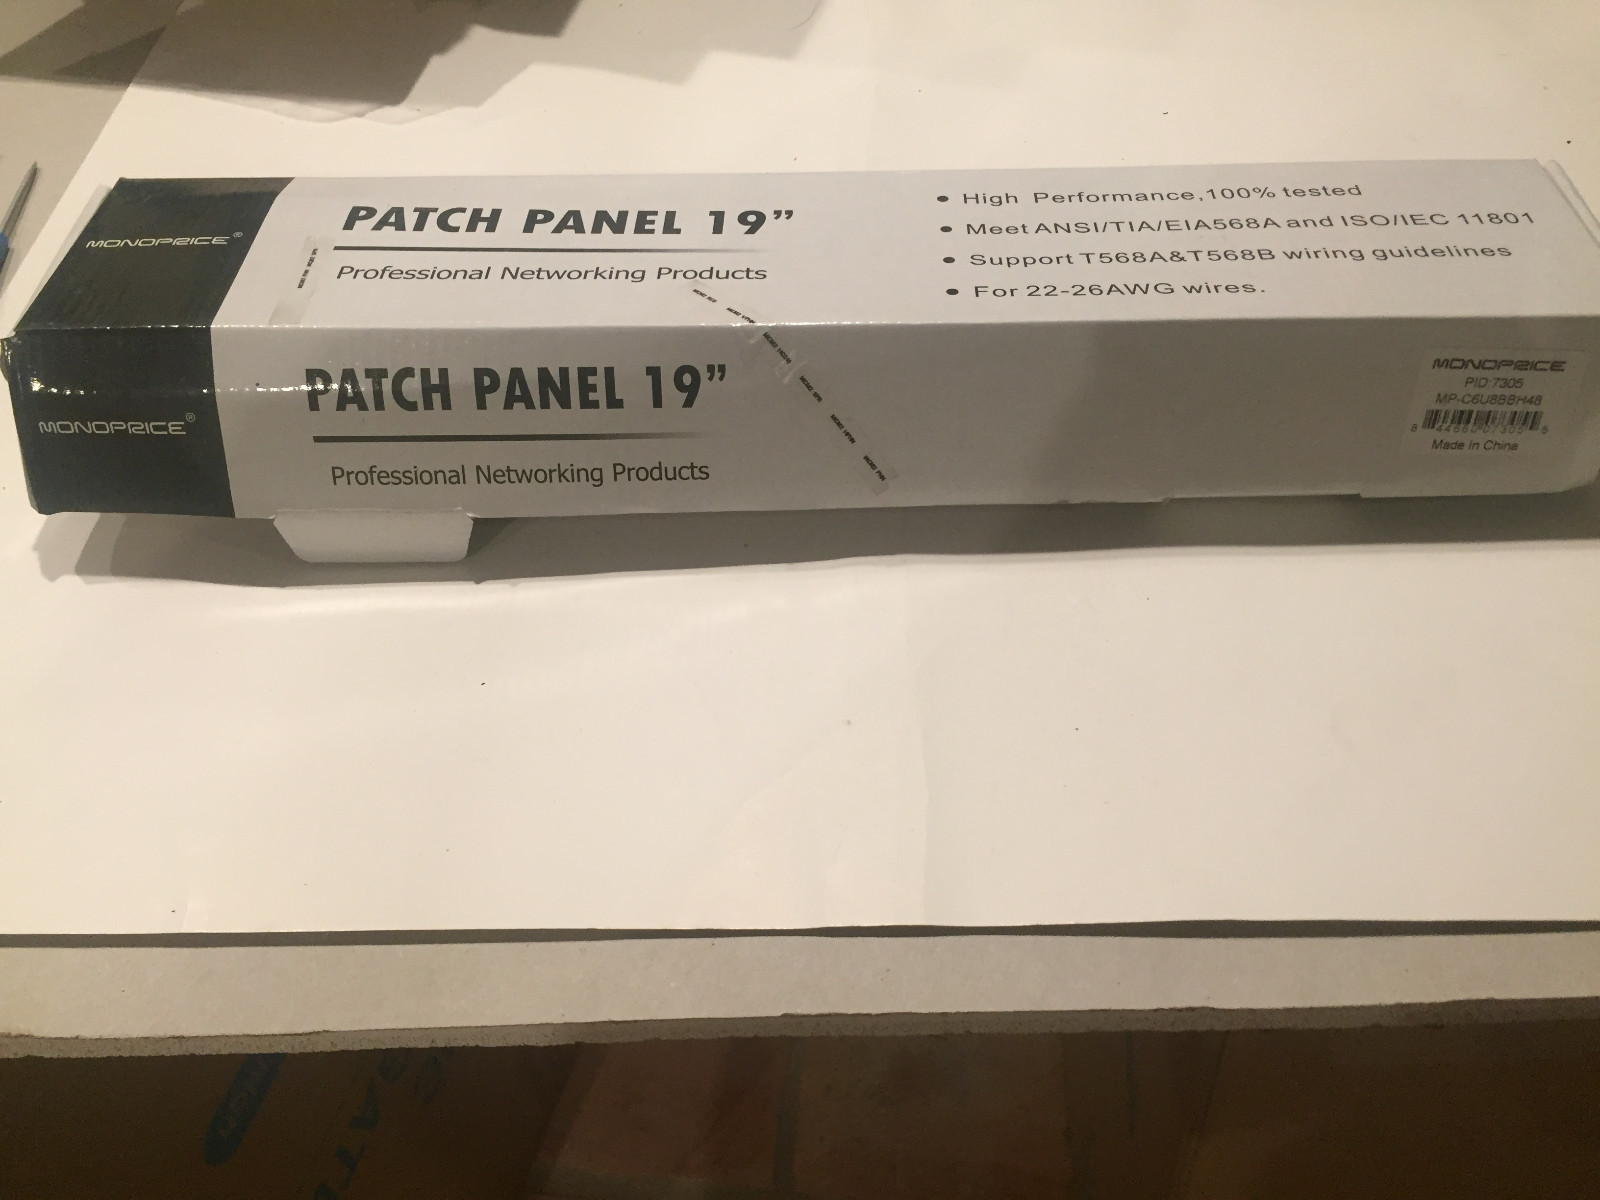 MONOPRICE®
PATCH PANEL 19”
Professional Networking Products
● High Performance,100% tested
● Meet ANSI/TIA/EIA568A and ISO/IEC 11801
● Support T568A&T568B wiring guidelines
● For 22-26AWG wires.
MONOPRICE®
PATCH PANEL 19”
Professional Networking Products
MONOPRICE
PID:7305
MP-C6U8BBH48
Made in China